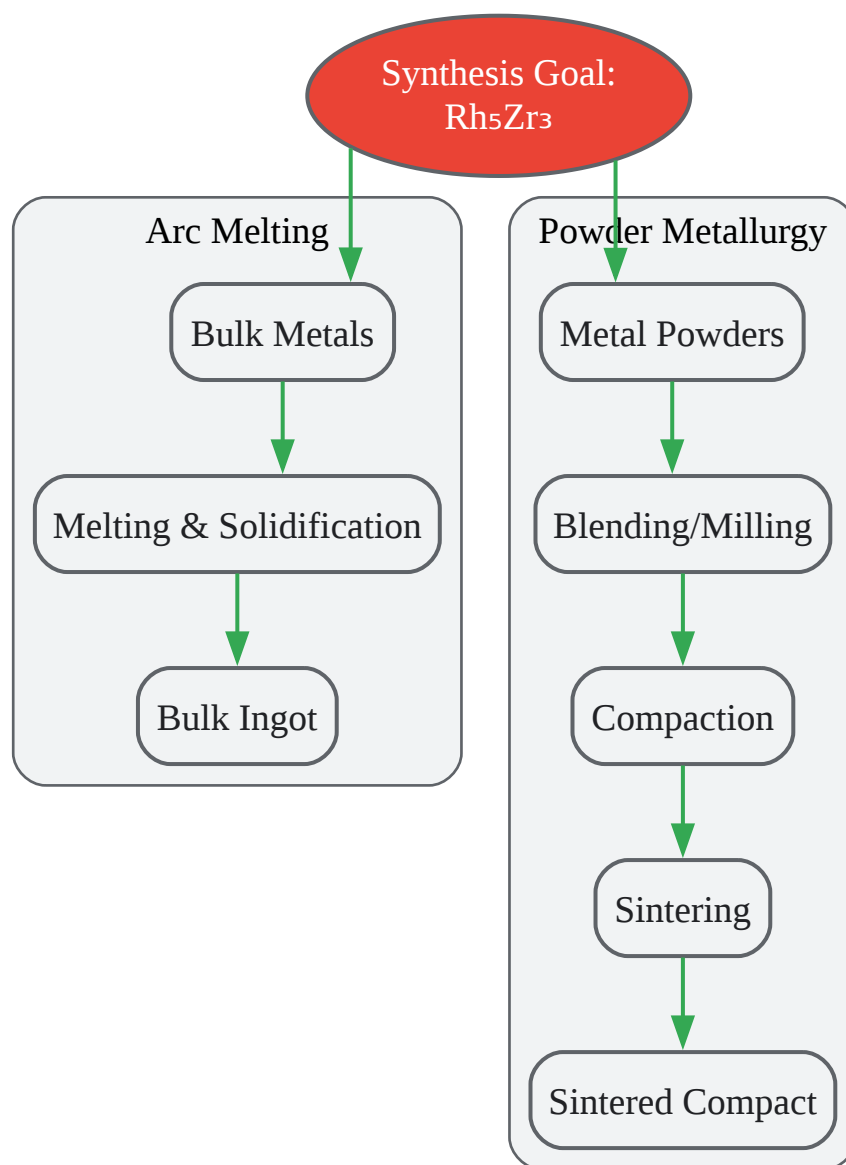 Synthesis Goal:
Rh₅Zr₃
Arc Melting
Bulk Metals
Melting & Solidification
Bulk Ingot
Powder Metallurgy
Metal Powders
Blending/Milling
Compaction
Sintering
Sintered Compact